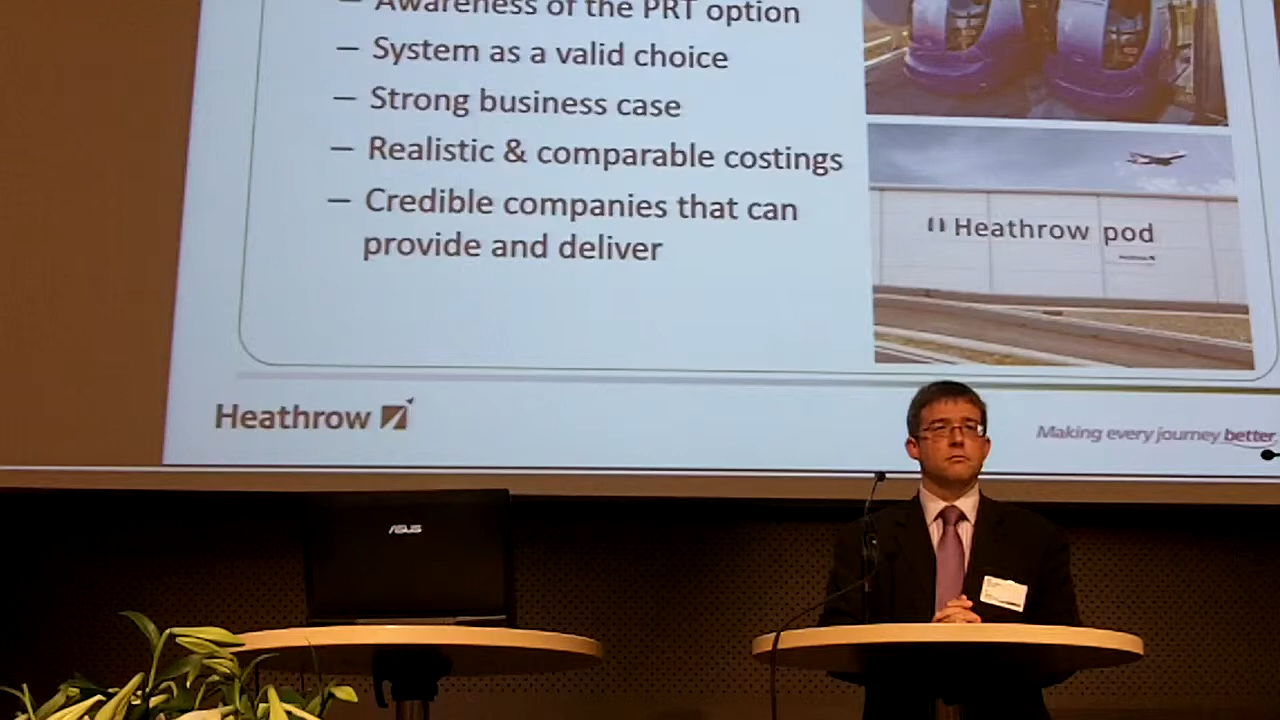 – Awareness of the PRT option
– System as a valid choice
– Strong business case
– Realistic & comparable costings
– Credible companies that can
provide and deliver
Heathrow pod
Heathrow
Heathrow
Making every journey better
ASUS